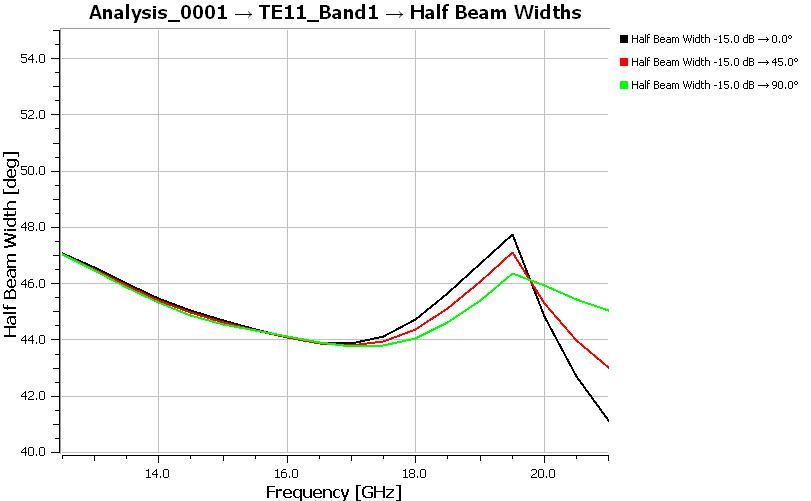 Analysis_0001 → TE11_Band1 → Half Beam Widths
Half Beam Width -15.0 dB → 0.0°
Half Beam Width -15.0 dB → 45.0°
Half Beam Width -15.0 dB → 90.0°
Half Beam Width [deg]
54.0
52.0
50.0
48.0
46.0
44.0
42.0
40.0
14.0 16.0 18.0 20.0
Frequency [GHz]